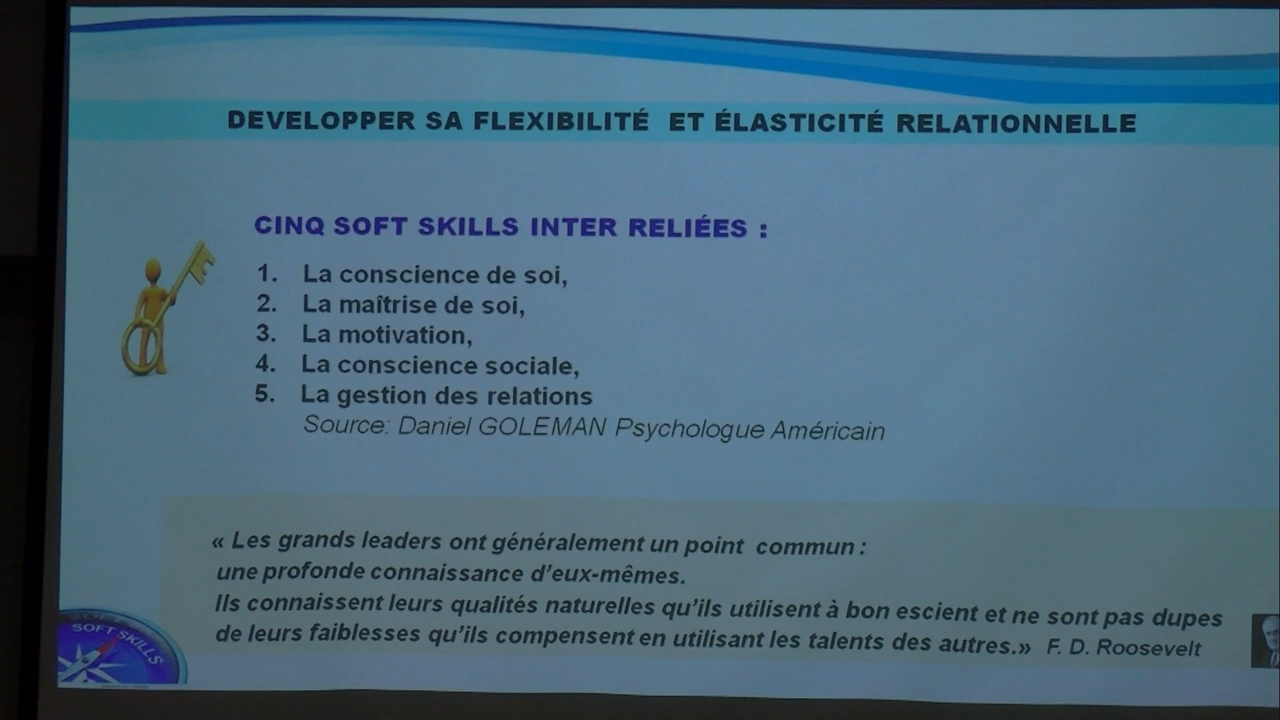 DEVELOPPER SA FLEXIBILITÉ ET ÉLASTICITÉ RELATIONNELLE
CINQ SOFT SKILLS INTER RELIÉES :
1. La conscience de soi,
2. La maîtrise de soi,
3. La motivation,
4. La conscience sociale,
5. La gestion des relations
Source: Daniel GOLEMAN Psychologue Américain
« Les grands leaders ont généralement un point commun :
une profonde connaissance d'eux-mêmes.
Ils connaissent leurs qualités naturelles qu'ils utilisent à bon escient et ne sont pas dupes
de leurs faiblesses qu'ils compensent en utilisant les talents des autres.» F. D. Roosevelt
SOFT SKILLS